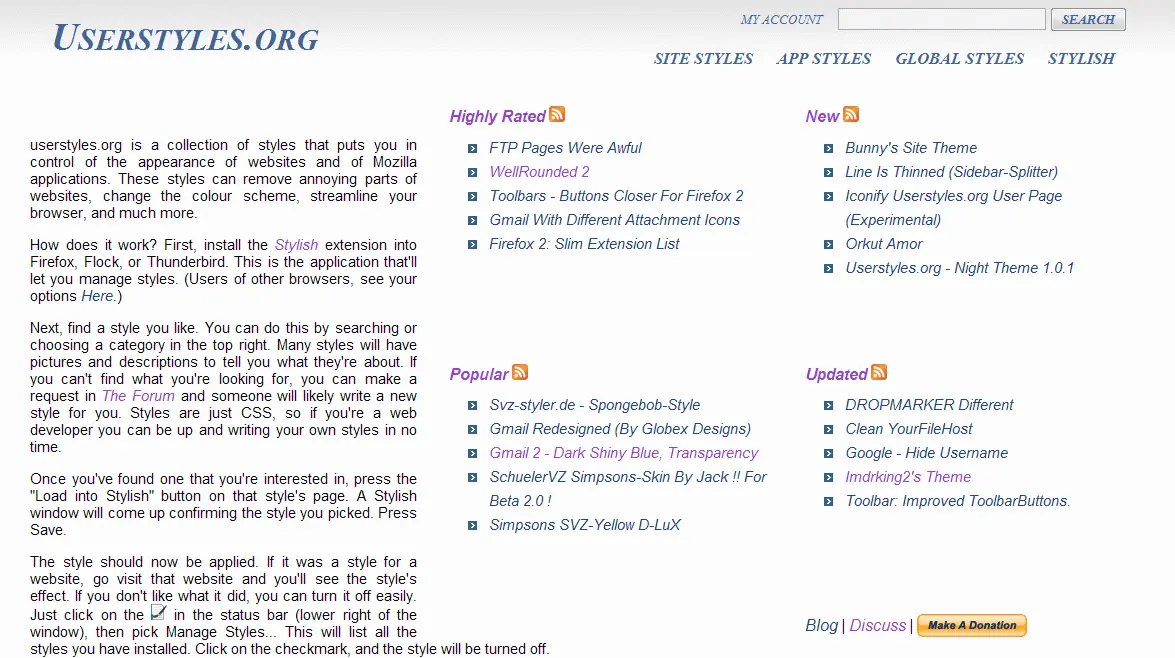 USERSTYLES.ORG
MY ACCOUNT
SEARCH
SITE STYLES APP STYLES GLOBAL STYLES STYLISH
userstyles.org is a collection of styles that puts you in
control of the appearance of websites and of Mozilla
applications. These styles can remove annoying parts of
websites, change the colour scheme, streamline your
browser, and much more.
How does it work? First, install the Stylish extension into
Firefox, Flock, or Thunderbird. This is the application that'll
let you manage styles. (Users of other browsers, see your
options Here.)
Next, find a style you like. You can do this by searching or
choosing a category in the top right. Many styles will have
pictures and descriptions to tell you what they're about. If
you can't find what you're looking for, you can make a
request in The Forum and someone will likely write a new
style for you. Styles are just CSS, so if you're a web
developer you can be up and writing your own styles in no
time.
Once you've found one that you're interested in, press the
"Load into Stylish" button on that style's page. A Stylish
window will come up confirming the style you picked. Press
Save.
The style should now be applied. If it was a style for a
website, go visit that website and you'll see the style's
effect. If you don't like what it did, you can turn it off easily.
Just click on the in the status bar (lower right of the
window), then pick Manage Styles... This will list all the
styles you have installed. Click on the checkmark, and the style will be turned off.
Highly Rated
FTP Pages Were Awful
WellRounded 2
Toolbars - Buttons Closer For Firefox 2
Gmail With Different Attachment Icons
Firefox 2: Slim Extension List
New
Bunny's Site Theme
Line Is Thinned (Sidebar-Splitter)
Iconify Userstyles.org User Page
(Experimental)
Orkut Amor
Userstyles.org - Night Theme 1.0.1
Popular
Svz-styler.de - Spongebob-Style
Gmail Redesigned (By Globex Designs)
Gmail 2 - Dark Shiny Blue, Transparency
SchuelerVZ Simpsons-Skin By Jack !! For
Beta 2.0 !
Simpsons SVZ-Yellow D-LuX
Updated
DROPMARKER Different
Clean YourFileHost
Google - Hide Username
Imdrking2's Theme
Toolbar: Improved ToolbarButtons.
Blog | Discuss | Make A Donation